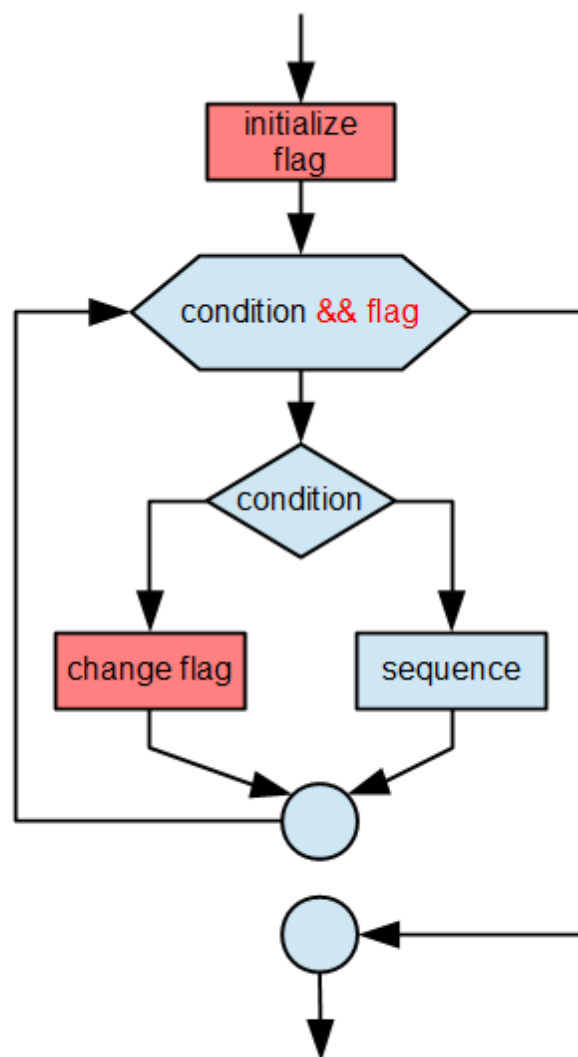 initialize
flag
condition && flag
condition
change flag
sequence